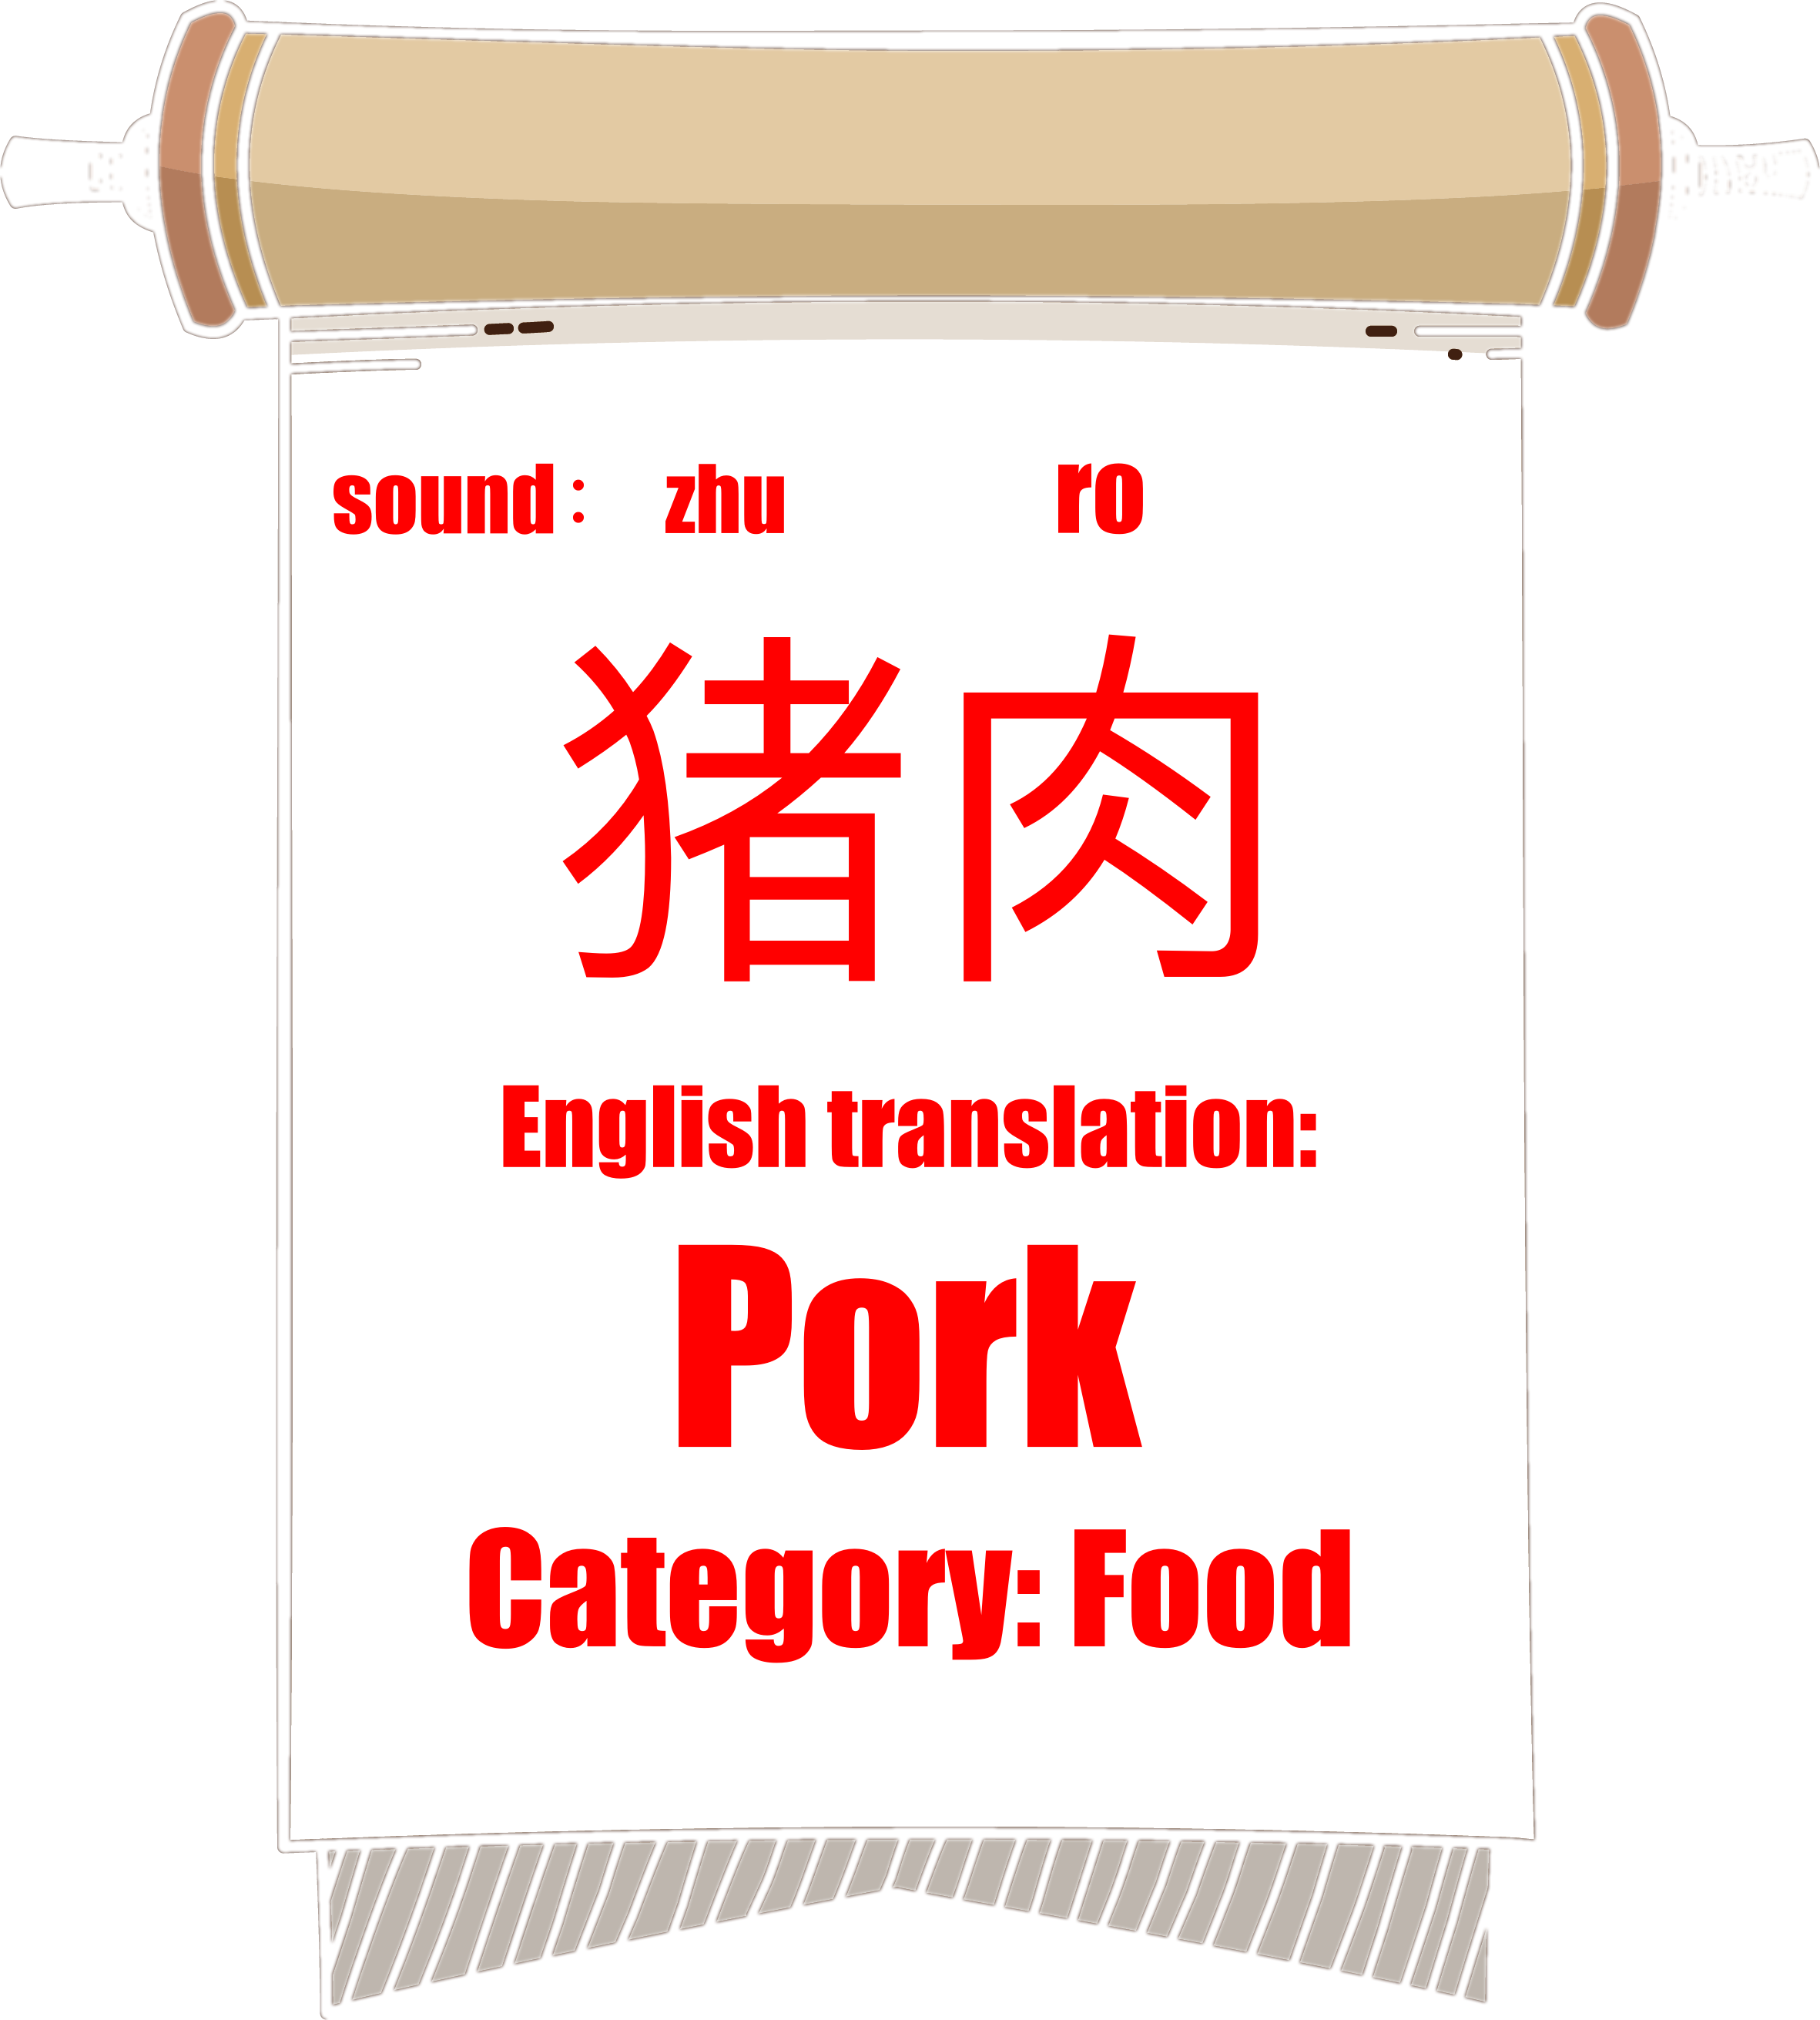 sound： zhu ro
猪肉
English translation:
Pork
Category: Food